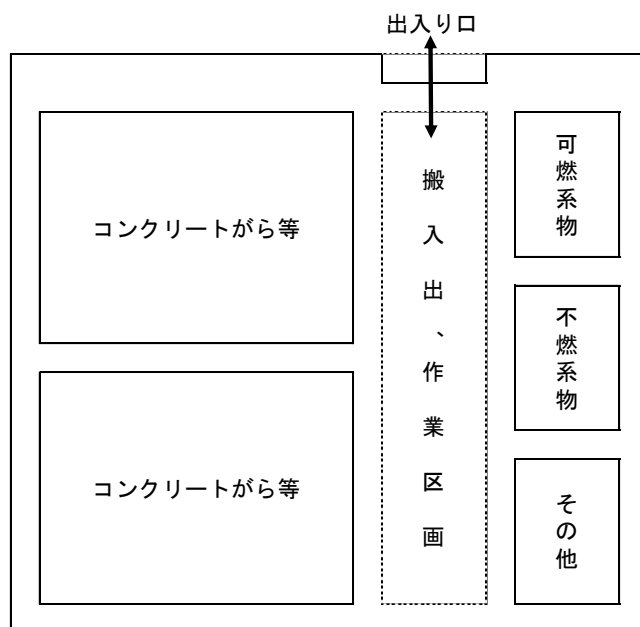 出入り口
コンクリートがら等
コンクリートがら等
搬入出、作業区画
可燃系物
不燃系物
その他